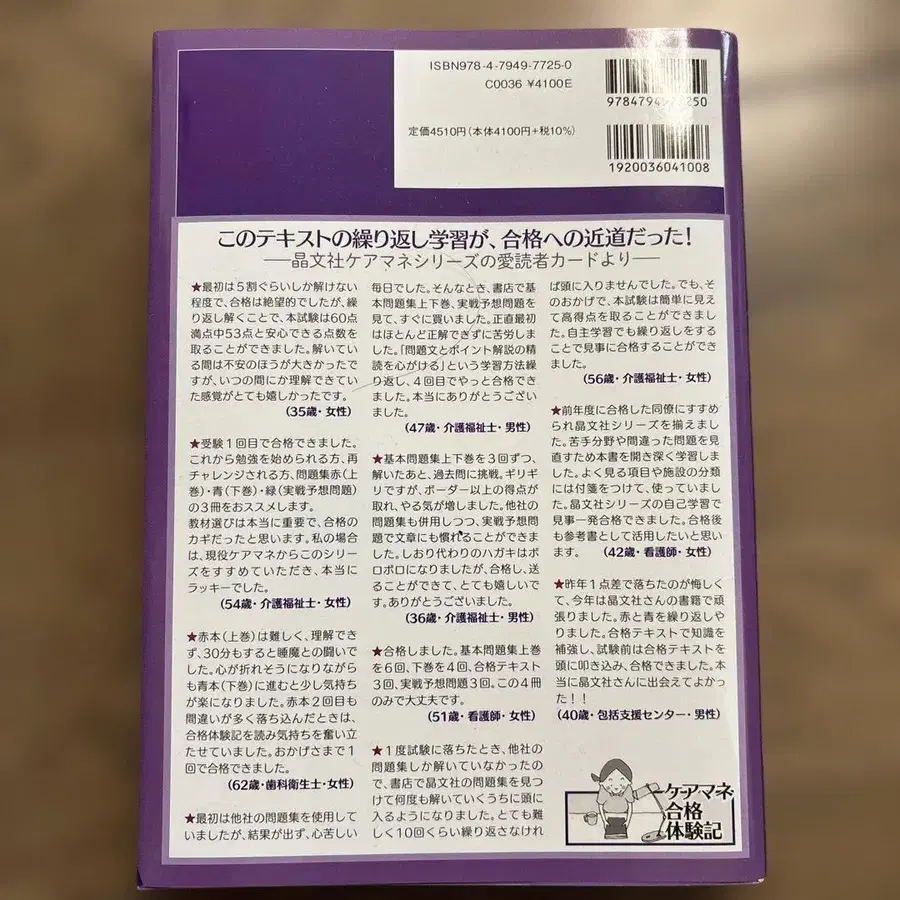 ISBN978-4-7949-7725-0
C0036 ¥4100E
定価4510円(本体4100円+税10%)
1920036041008
このテキストの繰り返し学習が、合格への近道だった!
―晶文社ケアマネシリーズの愛読者カードより―
★最初は5割ぐらいしか解けない
程度で、合格は絶望的でしたが、繰
り返し解くことで、本試験は60点
満点中53点と安心できる点数を
取ることができました。解いてい
る間は不安のほうが大きかったで
すが、いつの間にか理解できてい
た感覚がとても嬉しかったです。
(35歳・女性)
★受験1回目で合格できました。
これから勉強を始められる方、再
チャレンジされる方、問題集赤(上
巻)・青(下巻)・緑(実戦予想問題)
の3冊をおススメします。
教材選びは本当に重要で、合格の
カギだったと思います。私の場合
は、現役ケアマネからこのシリー
ズをすすめていただき、本当に
ラッキーでした。
(54歳・介護福祉士・女性)
★赤本(上巻)は難しく、理解でき
ず、30分もすると睡魔との闘いで
した。心が折れそうになりながら
も青本(下巻)に進むと少し気持ち
が楽になりました。赤本2回目も
間違いが多く落ち込んだときは、
合格体験記を読み気持ちを奮い立
たせていました。おかげさまで1
回で合格できました。
(62歳・歯科衛生士・女性)
★最初は他社の問題集を使用して
いましたが、結果が出ず、心苦しい
毎日でした。そんなとき、書店で基
本問題集上下巻、実戦予想問題を
見て、すぐに買いました。正直最初
はほとんど正解できずに苦労しま
した。「問題文とポイント解説の精
読を心がける」という学習方法
繰り返し、4回目でやっと合格でき
ました。本当にありがとうござい
ました。
(47歳・介護福祉士・男性)
★基本問題集上下巻を3回ずつ、
解いたあと、過去問に挑戦。ギリギ
リですが、ボーダー以上の得点が
取れ、やる気が増しました。他社の
問題集も併用しつつ、実戦予想問
題で文章にも慣れることができま
した。しおり代わりのハガキはボ
ロボロになりましたが、合格し、送
ることができて、とても嬉しいで
す。ありがとうございました。
(36歳・介護福祉士・男性)
★合格しました。基本問題集上巻
を6回、下巻を4回、合格テキスト
3回、実戦予想問題3回。この4冊
のみで大丈夫です。
(51歳・看護師・女性)
★1度試験に落ちたとき、他社の
問題集しか解いていなかったの
で、書店で晶文社の問題集を見つ
けて何度も解いていくうちに頭に
入るようになりました。とても難
しく10回くらい繰り返さなけれ
ば頭に入りませんでした。でも、そ
のおかげで、本試験は簡単に見え
て高得点を取ることができました。
自主学習でも繰り返しをする
ことで見事に合格することができ
ました。
(56歳・介護福祉士・女性)
★前年度に合格した同僚にすすめ
られ晶文社シリーズを揃えまし
た。苦手分野や間違った問題を見
直すため本書を開き深く学習しま
した。よく見る項目や施設の分類
には付箋をつけて、使っていまし
た。晶文社シリーズの自己学習で
見事一発合格できました。合格後
も参考書として活用したいと思い
ます。 (42歳・看護師・女性)
★昨年1点差で落ちたのが悔しく
て、今年は晶文社さんの書籍で頑
張りました。赤と青を繰り返しや
りました。合格テキストで知識を
補強し、試験前は合格テキストを
頭に叩き込み、合格できました。本
当に晶文社さんに出会えてよかっ
た!!
(40歳・包括支援センター・男性)
ケアマネ
合格
体験記